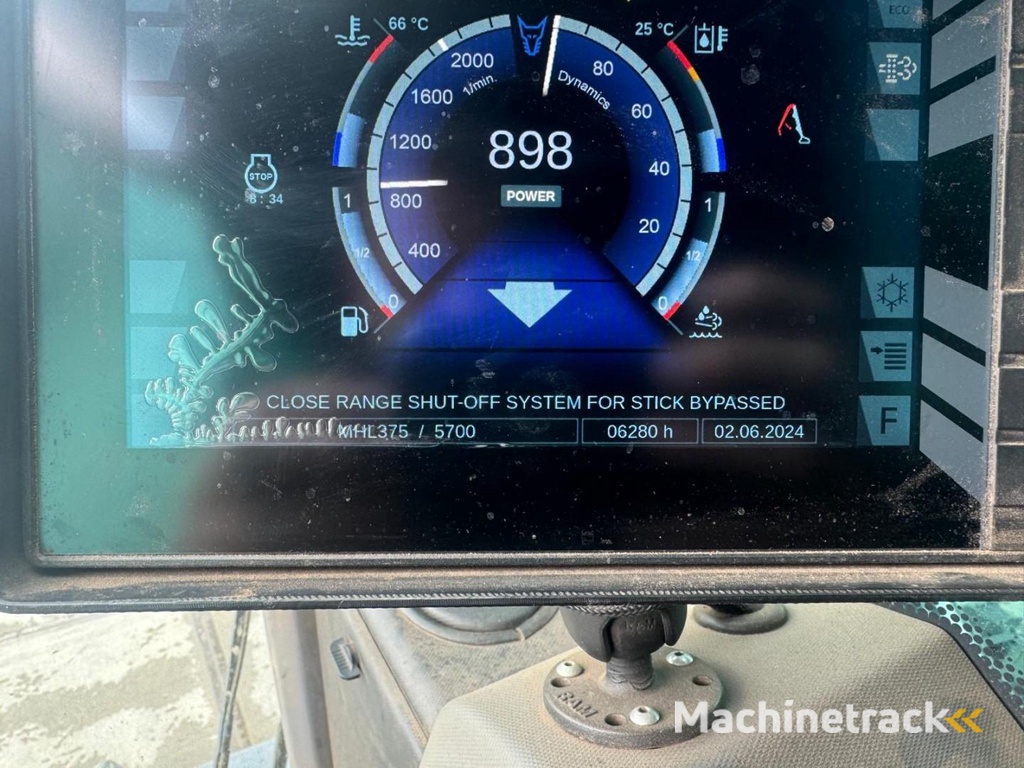 ECO
66 °C
25 °C
2000
1/min.
Dynamics
80
1600
60
1200
898
40
STOP
8 : 34
POWER
1
800
1
20
1/2
400
1/2
0
0
CLOSE RANGE SHUT-OFF SYSTEM FOR STICK BYPASSED
MHL375 / 5700
06280 h
02.06.2024
F
RAM
RAM
Machinetrack